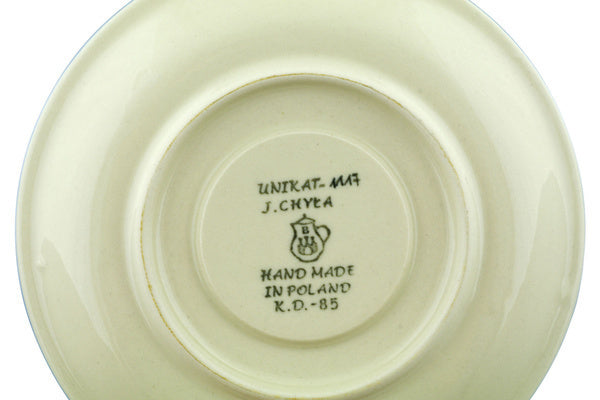 UNIKAT-1117
J.CHYŁA
B
HAND MADE
IN POLAND
K.D.-85